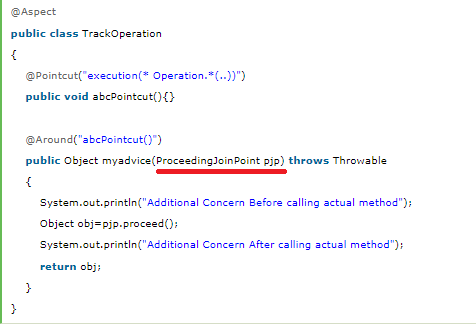 @Aspect
public class TrackOperation
{
@Pointcut("execution(* Operation.*(..))")
public void abcPointcut(){}
@Around("abcPointcut()")
public Object myadvice(ProceedingJoinPoint pjp) throws Throwable
{
System.out.println("Additional Concern Before calling actual method");
Object obj=pjp.proceed();
System.out.println("Additional Concern After calling actual method");
return obj;
}
}